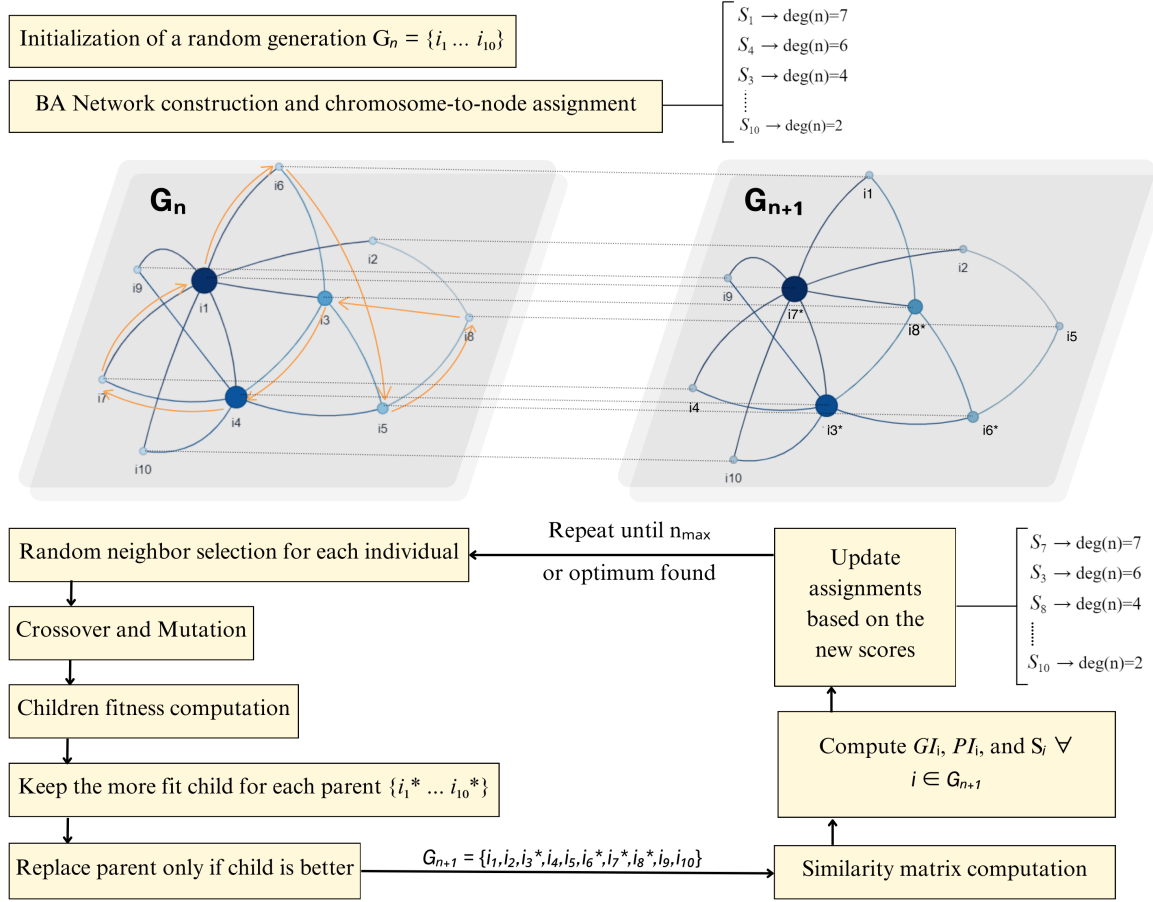 Initialization of a random generation Gₙ = {i₁ ... i₁₀}
BA Network construction and chromosome-to-node assignment
S₁ → deg(n)=7
S₄ → deg(n)=6
S₃ → deg(n)=4
S₁₀ → deg(n)=2
Gₙ
i6
i2
i9
i1
i3
i8
i7
i4
i5
i10
Gₙ₊₁
i1
i2
i9
i7*
i8*
i5
i4
i3*
i6*
i10
Random neighbor selection for each individual
Crossover and Mutation
Children fitness computation
Keep the more fit child for each parent {i₁* ... i₁₀*}
Replace parent only if child is better
Gₙ₊₁ = {i₁,i₂,i₃*,i₄,i₅,i₆*,i₇*,i₈*,i₉,i₁₀}
Similarity matrix computation
Compute GIᵢ, PIᵢ, and Sᵢ ∀
i ∈ Gₙ₊₁
Update
assignments
based on the
new scores
S₇ → deg(n)=7
S₃ → deg(n)=6
S₈ → deg(n)=4
S₁₀ → deg(n)=2
Repeat until nₘₐₓ
or optimum found